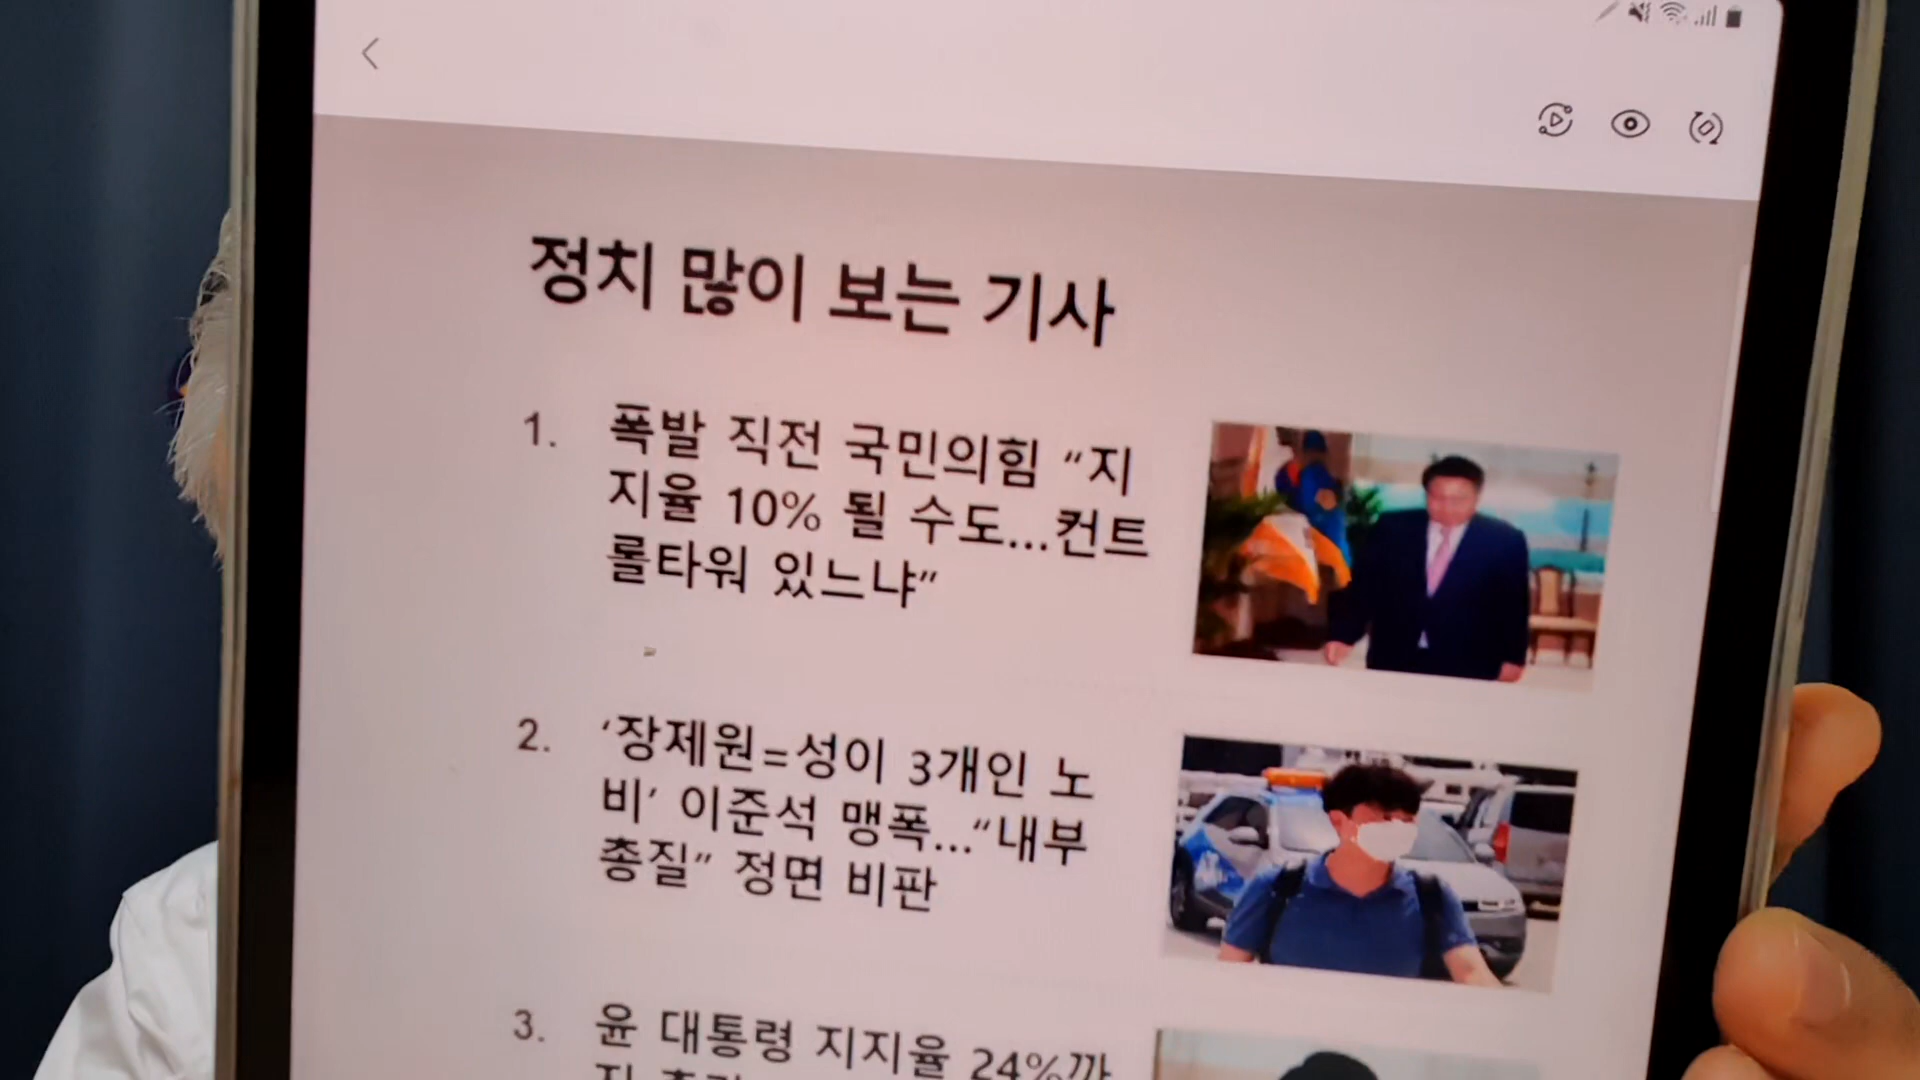 정치 많이 보는 기사
1. 폭발 직전 국민의힘 “지
지율 10% 될 수도...컨트
롤타워 있느냐”
2. ‘장제원=성이 3개인 노
비’ 이준석 맹폭...“내부
총질” 정면 비판
3. 윤 대통령 지지율 24%까